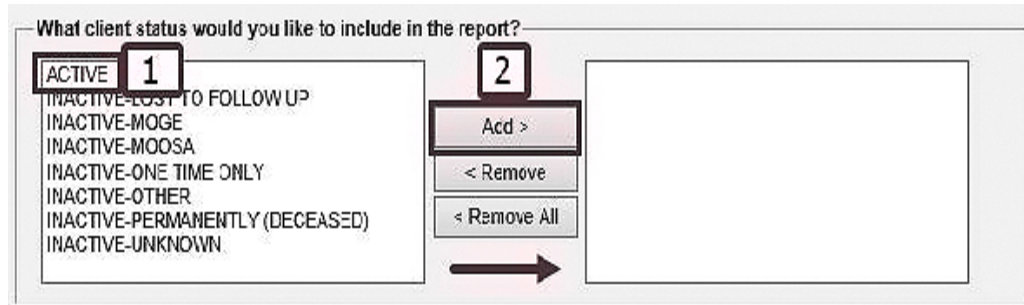 What client status would you like to include in the report?
ACTIVE 1
2
INACTIVE-LOST TO FOLLOW UP
INACTIVE-MOGE
INACTIVE-MOOSA
INACTIVE-ONE TIME ONLY
INACTIVE-OTHER
INACTIVE-PERMANENTLY (DECEASED)
INACTIVE-UNKNOWN
Add >
< Remove
< Remove All